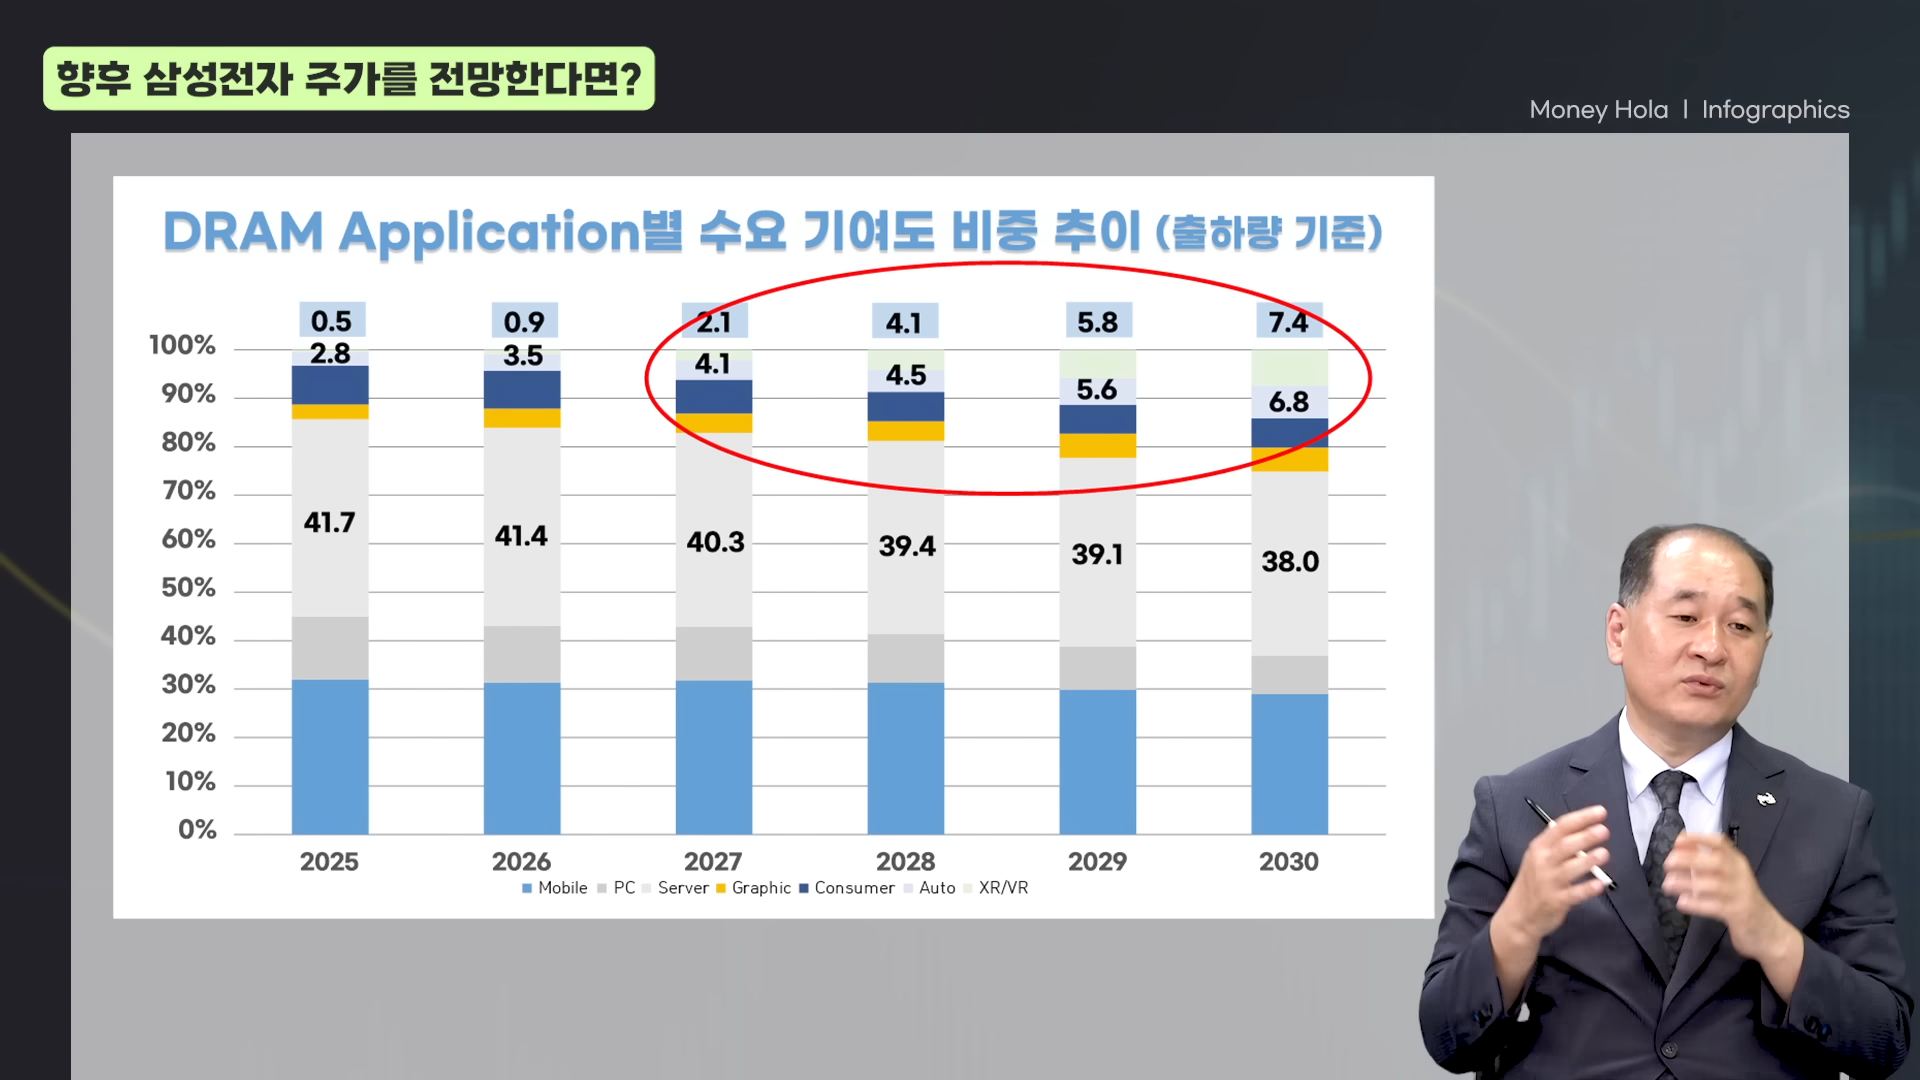 향후 삼성전자 주가를 전망한다면?
Money Hola | Infographics
DRAM Application별 수요 기여도 비중 추이 (출하량 기준)
0.5 0.9 2.1 4.1 5.8 7.4
2.8 3.5 4.1 4.5 5.6 6.8
41.7 41.4 40.3 39.4 39.1 38.0
100%
90%
80%
70%
60%
50%
40%
30%
20%
10%
0%
2025 2026 2027 2028 2029 2030
Mobile PC Server Graphic Consumer Auto XR/VR